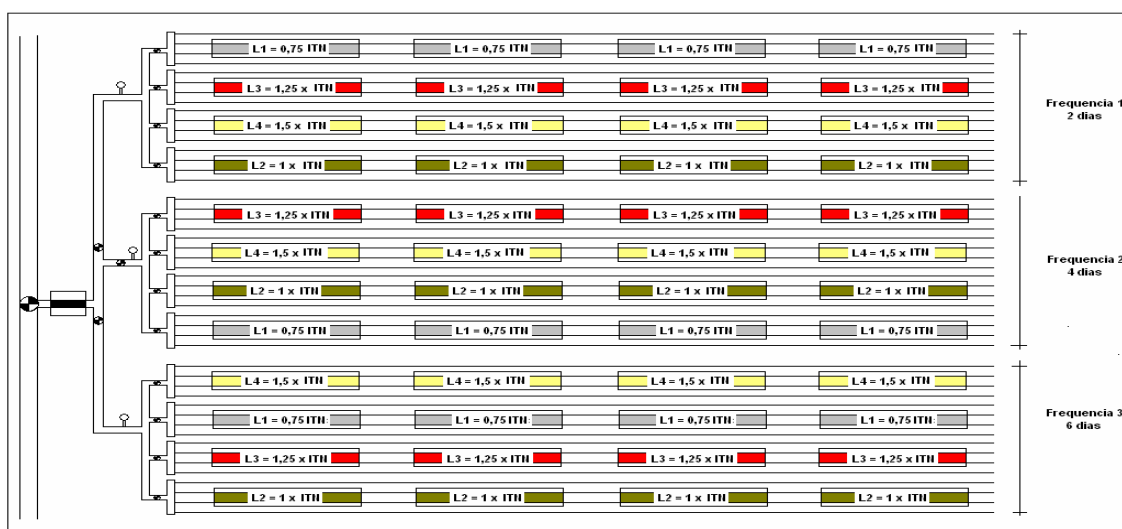 L1 = 0,75 ITN L1 = 0,75 ITN L1 = 0,75 ITN L1 = 0,75 ITN
L3 = 1,25 x ITN L3 = 1,25 x ITN L3 = 1,25 x ITN L3 = 1,25 x ITN
Frequencia 1
2 dias
L4 = 1,5 x ITN L4 = 1,5 x ITN L4 = 1,5 x ITN L4 = 1,5 x ITN
L2 = 1 x ITN L2 = 1 x ITN L2 = 1 x ITN L2 = 1 x ITN
L3 = 1,25 x ITN L3 = 1,25 x ITN L3 = 1,25 x ITN L3 = 1,25 x ITN
L4 = 1,5 x ITN L4 = 1,5 x ITN L4 = 1,5 x ITN L4 = 1,5 x ITN
Frequencia 2
4 dias
L2 = 1 x ITN L2 = 1 x ITN L2 = 1 x ITN L2 = 1 x ITN
L1 = 0,75 ITN L1 = 0,75 ITN L1 = 0,75 ITN L1 = 0,75 ITN
L4 = 1,5 x ITN L4 = 1,5 x ITN L4 = 1,5 x ITN L4 = 1,5 x ITN
L1 = 0,75 ITN: L1 = 0,75 ITN: L1 = 0,75 ITN: L1 = 0,75 ITN:
Frequencia 3
6 dias
L3 = 1,25 x ITN L3 = 1,25 x ITN L3 = 1,25 x ITN L3 = 1,25 x ITN
L2 = 1 x ITN L2 = 1 x ITN L2 = 1 x ITN L2 = 1 x ITN